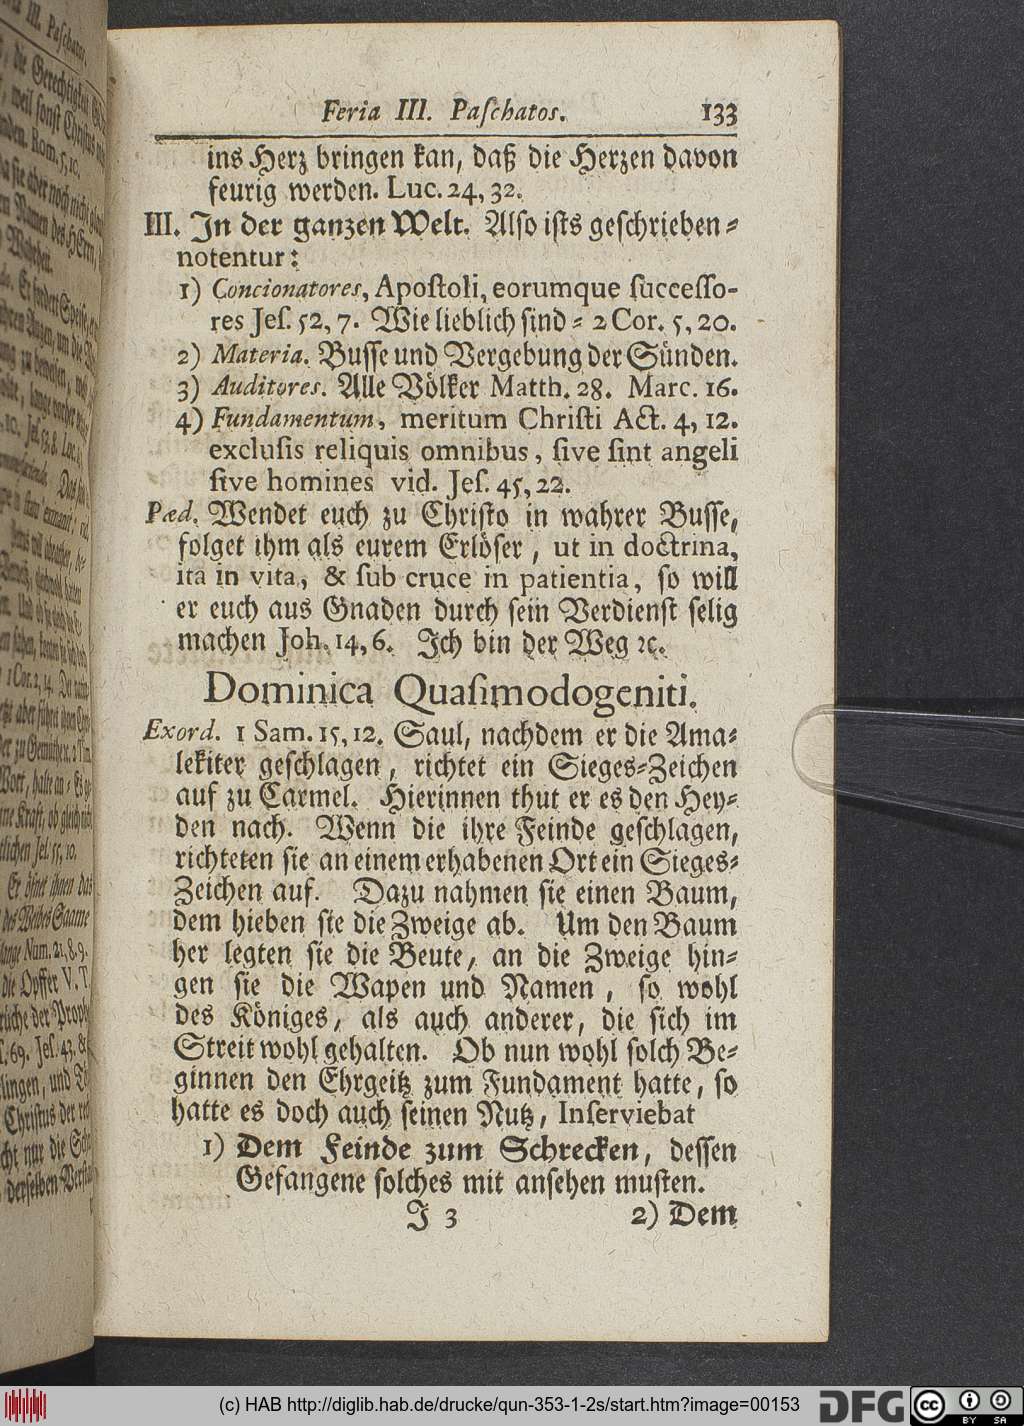 Feria III. Paſchatos. 133
ins Herz bringen kan, daß die Herzen davon
feurig werden. Luc. 24, 32.
III. In der ganzen Welt. Alſo iſts geſchrieben⸗
notentur:
1) Concionatores, Apoſtoli, eorumque ſucceſſo-
res Jeſ. 52, 7. Wie lieblich ſind ⸗ 2 Cor. 5, 20.
2) Materia. Buſſe und Vergebung der Sünden.
3) Auditores. Alle Völker Matth. 28. Marc. 16.
4) Fundamentum, meritum Chriſti Act. 4, 12.
excluſis reliquis omnibus, ſive ſint angeli
ſive homines vid. Jeſ. 45, 22.
Pæd. Wendet euch zu Chriſto in wahrer Buſſe,
folget ihm als eurem Erlöſer, ut in doctrina,
ita in vita, & ſub cruce in patientia, ſo will
er euch aus Gnaden durch ſein Verdienſt ſelig
machen Joh. 14, 6. Ich bin der Weg ꝛc.
Dominica Quaſimodogeniti.
Exord. 1 Sam. 15, 12. Saul, nachdem er die Ama⸗
lekiter geſchlagen, richtet ein Sieges⸗Zeichen
auf zu Carmel. Hierinnen thut er es den Hey⸗
den nach. Wenn die ihre Feinde geſchlagen,
richteten ſie an einem erhabenen Ort ein Sieges⸗
Zeichen auf. Dazu nahmen ſie einen Baum,
dem hieben ſie die Zweige ab. Um den Baum
her legten ſie die Beute, an die Zweige hin⸗
gen ſie die Wapen und Namen, ſo wohl
des Königes, als auch anderer, die ſich im
Streit wohl gehalten. Ob nun wohl ſolch Be⸗
ginnen den Ehrgeitz zum Fundament hatte, ſo
hatte es doch auch ſeinen Nutz, Inſerviebat
1) Dem Feinde zum Schrecken, deſſen
Gefangene ſolches mit anſehen muſten.
J 3 2) Dem
(c) HAB http://diglib.hab.de/drucke/qun-353-1-2s/start.htm?image=00153
DFG cc BY SA